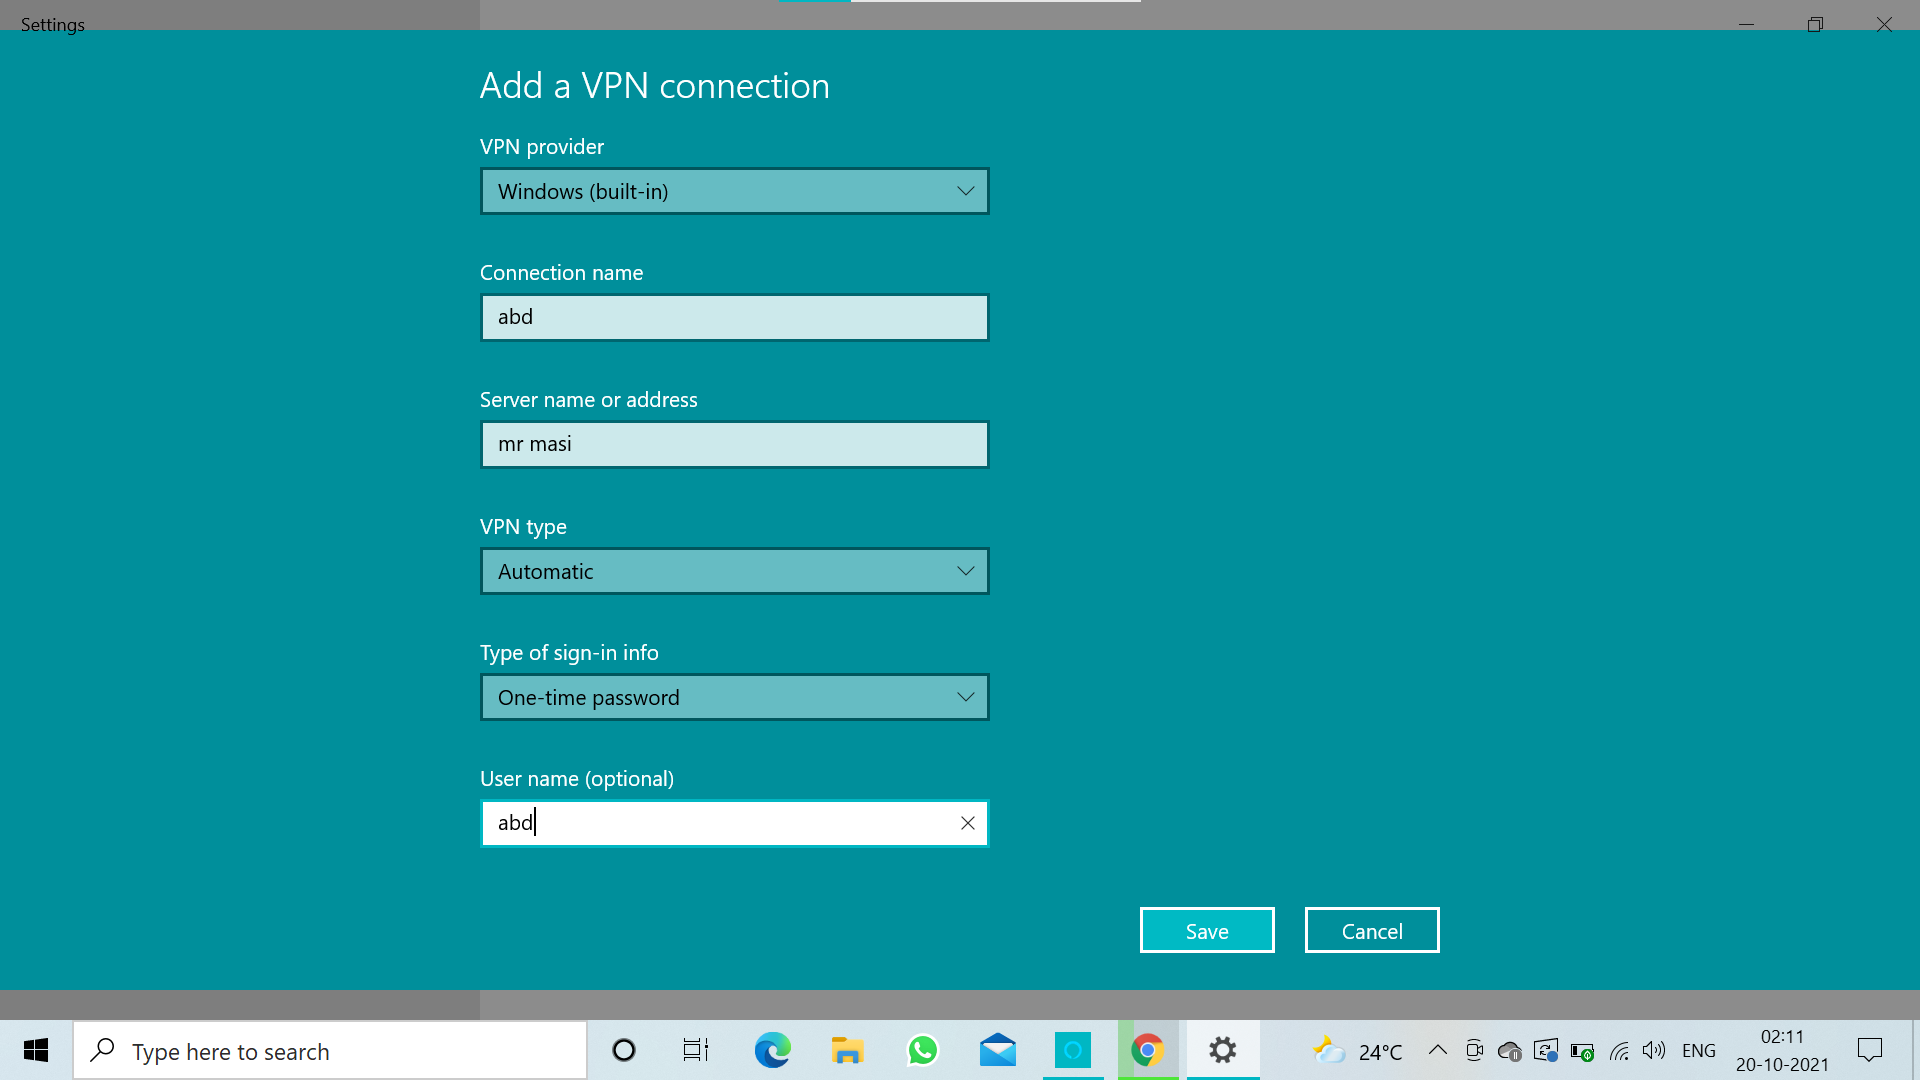 Settings
Add a VPN connection
VPN provider
Windows (built-in)
Connection name
abd
Server name or address
mr masi
VPN type
Automatic
Type of sign-in info
One-time password
User name (optional)
abd
Save
Cancel
Type here to search
24°C
ENG
02:11
20-10-2021